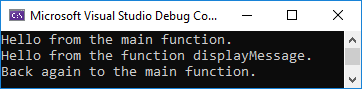 Microsoft Visual Studio Debug Co...
Hello from the main function.
Hello from the function displayMessage.
Back again to the main function.